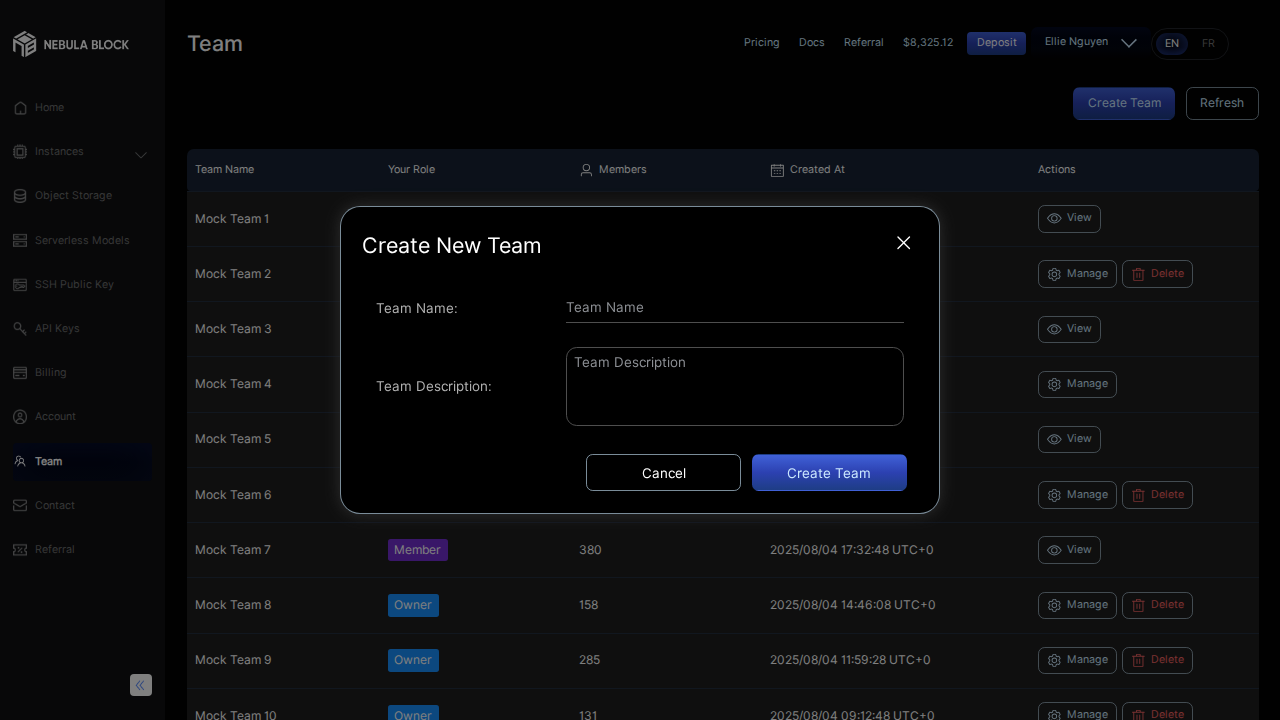 NEBULA BLOCK
Team
Pricing
Docs
Referral
$8,325.12
Deposit
Ellie Nguyen
EN
FR
Home
Instances
Object Storage
Serverless Models
SSH Public Key
API Keys
Billing
Account
Team
Contact
Referral
Create Team
Refresh
Team Name
Your Role
Members
Created At
Actions
Mock Team 1
View
Mock Team 2
Manage
Delete
Mock Team 3
View
Mock Team 4
Manage
Mock Team 5
View
Mock Team 6
Manage
Delete
Create New Team
Team Name:
Team Name
Team Description:
Team Description
Cancel
Create Team
Mock Team 7
Member
380
2025/08/04 17:32:48 UTC+0
View
Mock Team 8
Owner
158
2025/08/04 14:46:08 UTC+0
Manage
Delete
Mock Team 9
Owner
285
2025/08/04 11:59:28 UTC+0
Manage
Delete
Mock Team 10
Owner
131
2025/08/04 09:12:48 UTC+0
Manage
Delete